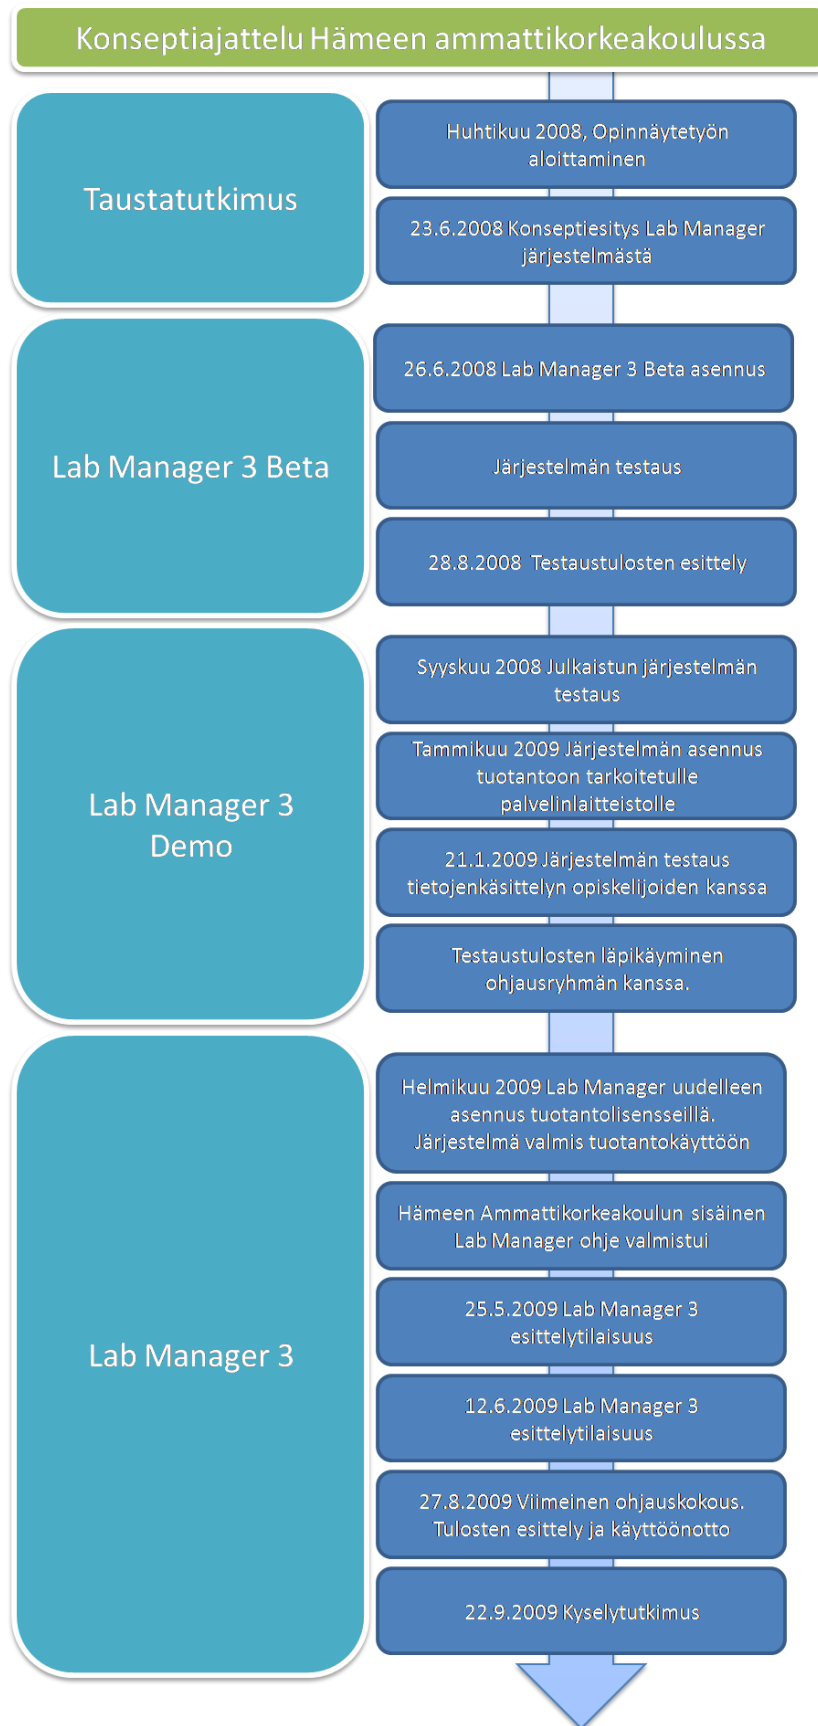 Konseptiajattelu Hämeen ammattikorkeakoulussa
Taustatutkimus
Huhtikuu 2008, Opinnäytetyön
aloittaminen
23.6.2008 Konseptiesitys Lab Manager
järjestelmästä
Lab Manager 3 Beta
26.6.2008 Lab Manager 3 Beta asennus
Järjestelmän testaus
28.8.2008 Testaustulosten esittely
Lab Manager 3
Demo
Syyskuu 2008 Julkaistun järjestelmän
testaus
Tammikuu 2009 Järjestelmän asennus
tuotantoon tarkoitetulle
palvelinlaitteistolle
21.1.2009 Järjestelmän testaus
tietojenkäsittelyn opiskelijoiden kanssa
Testaustulosten läpikäyminen
ohjausryhmän kanssa.
Lab Manager 3
Helmikuu 2009 Lab Manager uudelleen
asennus tuotantolisensseillä.
Järjestelmä valmis tuotantokäyttöön
Hämeen Ammattikorkeakoulun sisäinen
Lab Manager ohje valmistui
25.5.2009 Lab Manager 3
esittelytilaisuus
12.6.2009 Lab Manager 3
esittelytilaisuus
27.8.2009 Viimeinen ohjauskokous.
Tulosten esittely ja käyttöönotto
22.9.2009 Kyselytutkimus